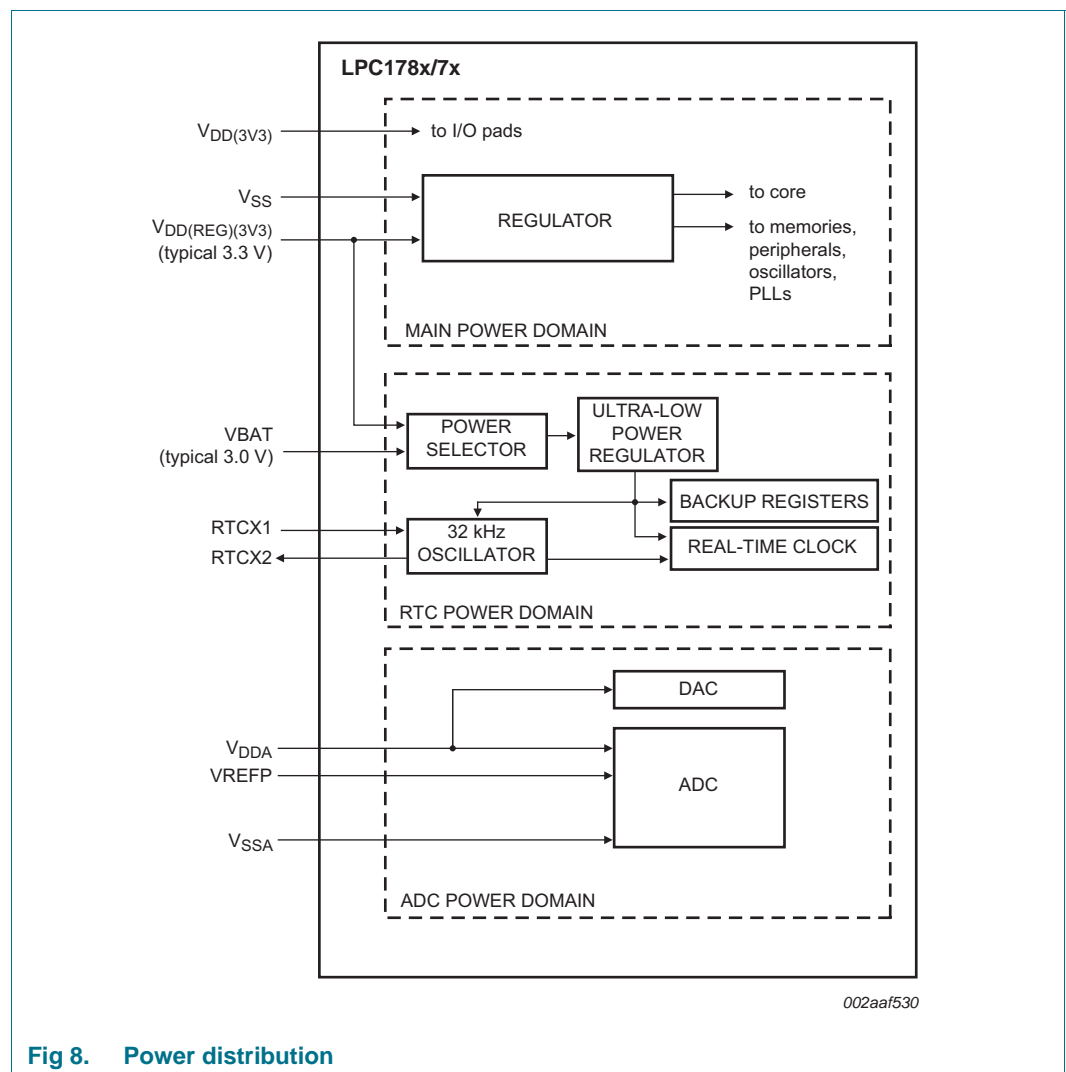 LPC178x/7x
VDD(3V3)
to I/O pads
VSS
VDD(REG)(3V3)
(typical 3.3 V)
REGULATOR
to core
to memories,
peripherals,
oscillators,
PLLs
MAIN POWER DOMAIN
VBAT
(typical 3.0 V)
POWER
SELECTOR
ULTRA-LOW
POWER
REGULATOR
BACKUP REGISTERS
RTCX1
RTCX2
32 kHz
OSCILLATOR
REAL-TIME CLOCK
RTC POWER DOMAIN
DAC
VDDA
VREFP
ADC
VSSA
ADC POWER DOMAIN
002aaf530
Fig 8. Power distribution